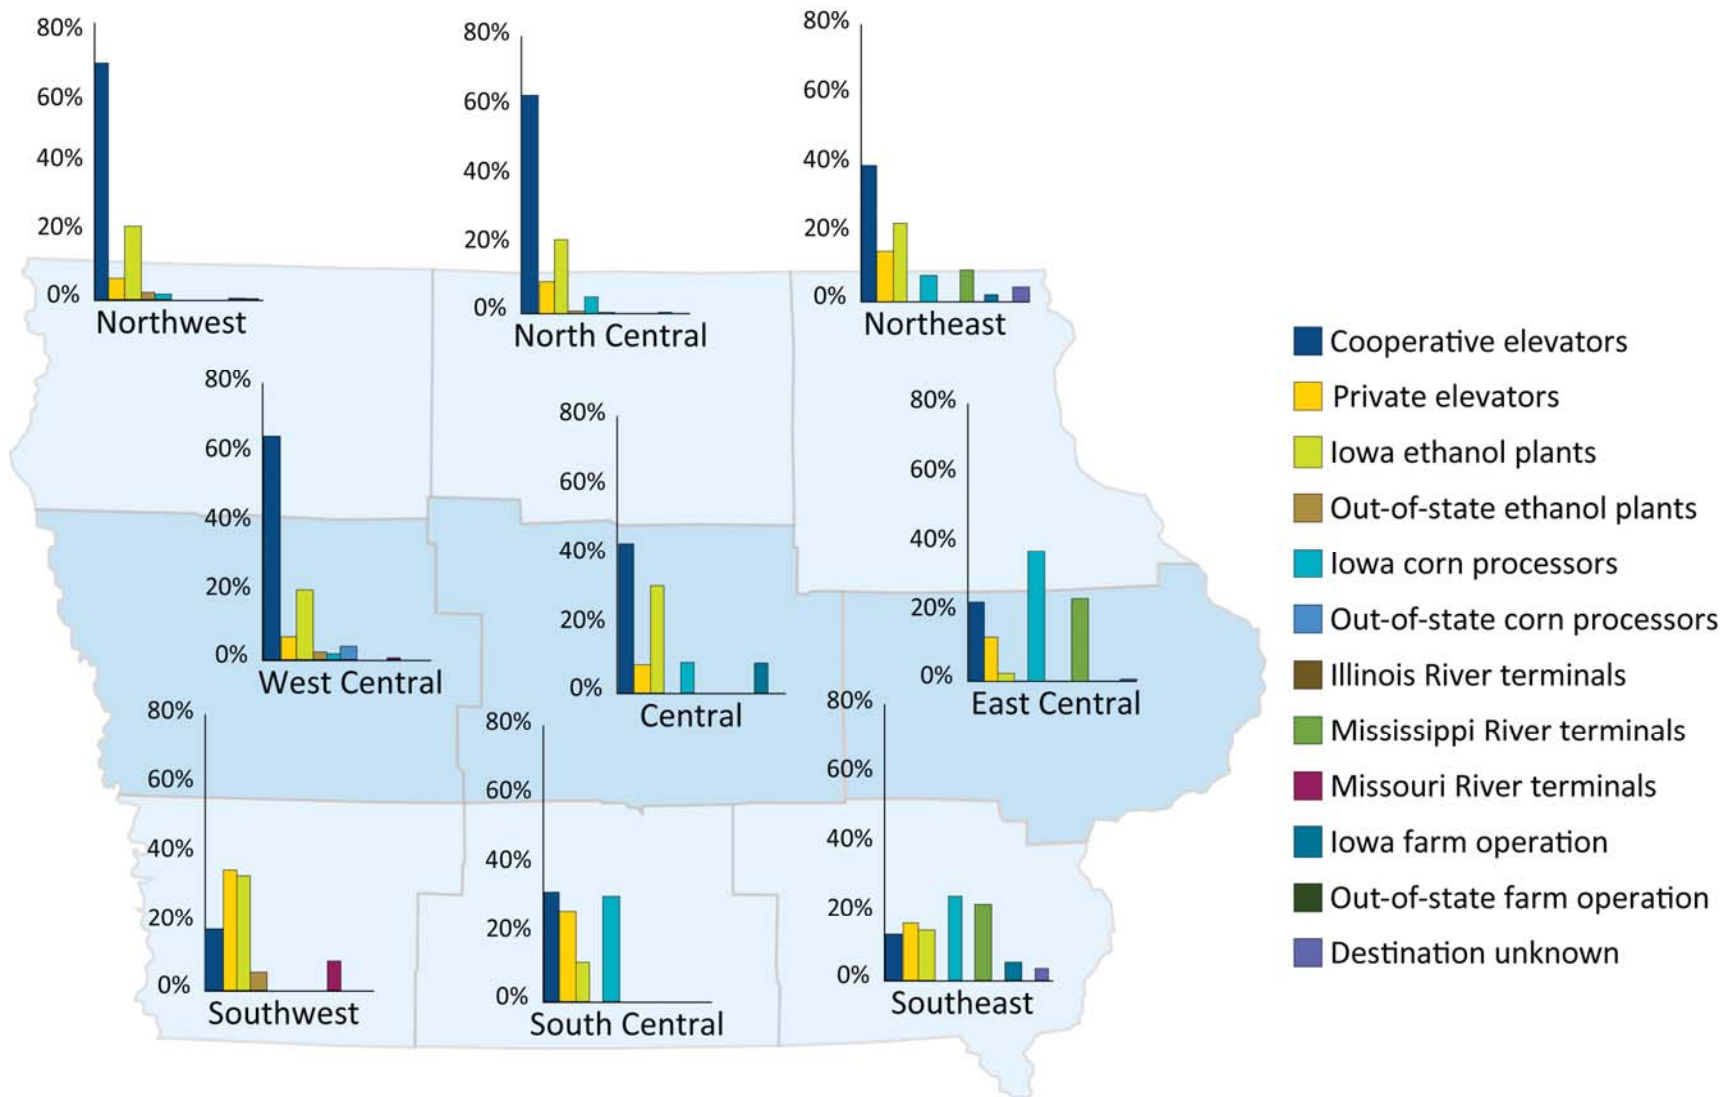 80%
60%
40%
20%
0%
Northwest
80%
60%
40%
20%
0%
North Central
80%
60%
40%
20%
0%
Northeast
80%
60%
40%
20%
0%
West Central
80%
60%
40%
20%
0%
Central
80%
60%
40%
20%
0%
East Central
80%
60%
40%
20%
0%
Southwest
80%
60%
40%
20%
0%
South Central
80%
60%
40%
20%
0%
Southeast
Cooperative elevators
Private elevators
Iowa ethanol plants
Out-of-state ethanol plants
Iowa corn processors
Out-of-state corn processors
Illinois River terminals
Mississippi River terminals
Missouri River terminals
Iowa farm operation
Out-of-state farm operation
Destination unknown